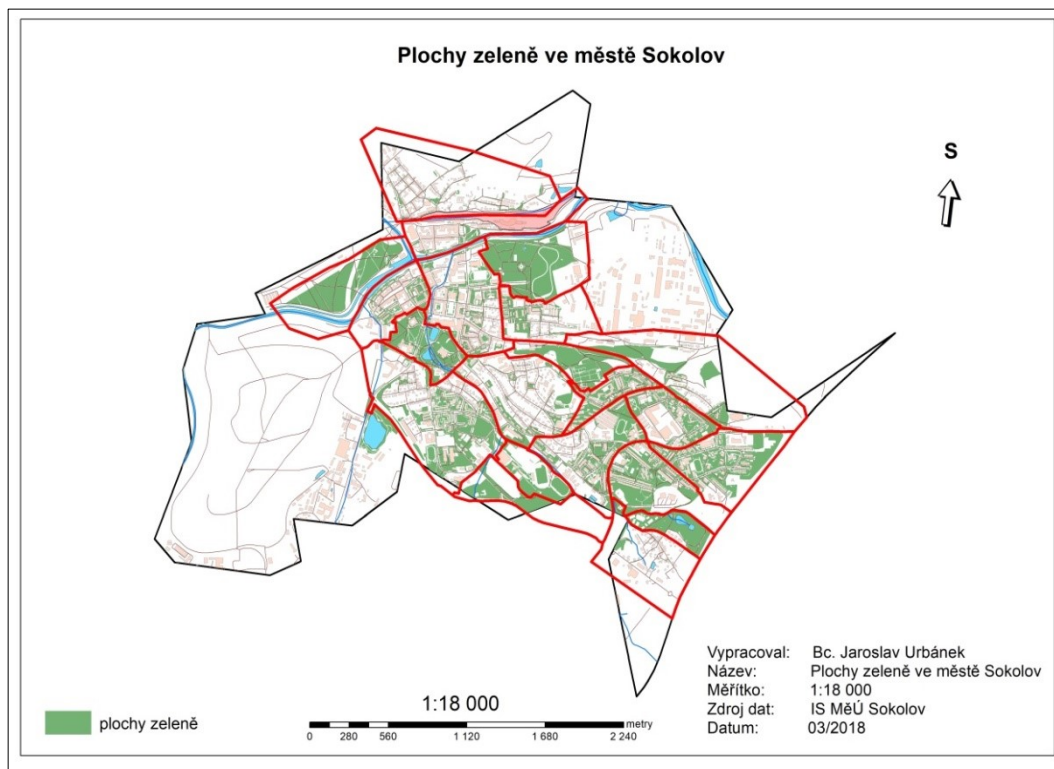 Plochy zeleně ve městě Sokolov
S
Vypracoval: Bc. Jaroslav Urbánek
Název: Plochy zeleně ve městě Sokolov
Měřítko: 1:18 000
Zdroj dat: IS MěÚ Sokolov
Datum: 03/2018
plochy zeleně
1:18 000
metry
0 280 560 1 120 1 680 2 240